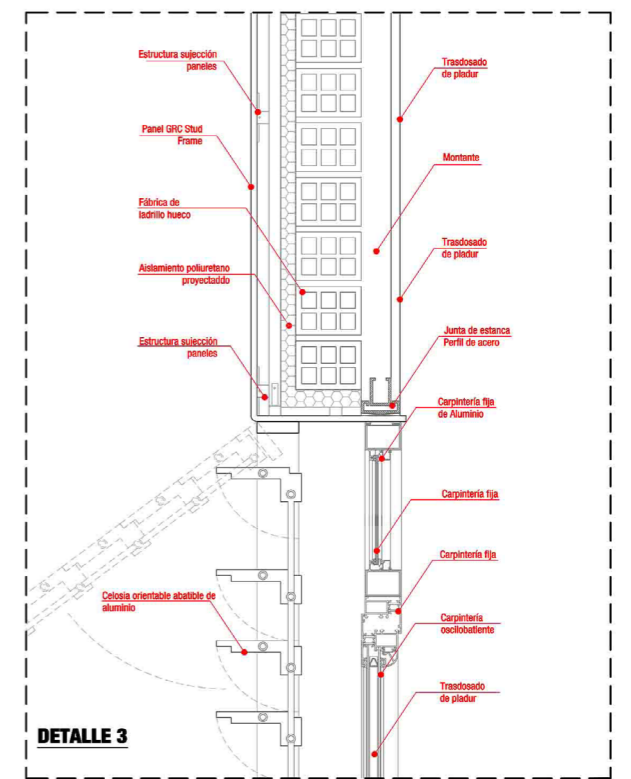 Estructura sujección
paneles
Panel GRC Stud
Frame
Fábrica de
ladrillo hueco
Aislamiento poliuretano
proyectaddo
Estructura sujección
paneles
Celosia orientable abatible de
aluminio
Trasdosado
de pladur
Montante
Trasdosado
de pladur
Junta de estanca
Perfil de acero
Carpintería fija
de Aluminio
Carpintería fija
Carpintería fija
Carpintería
oscilobatiente
Trasdosado
de pladur
DETALLE 3